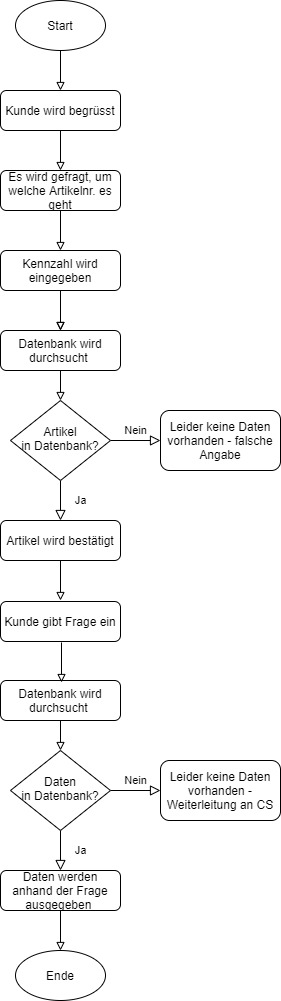 Start
Kunde wird begrüsst
Es wird gefragt, um
welche Artikelnr. es
geht
Kennzahl wird
eingegeben
Datenbank wird
durchsucht
Artikel
in Datenbank?
Nein
Leider keine Daten
vorhanden - falsche
Angabe
Ja
Artikel wird bestätigt
Kunde gibt Frage ein
Datenbank wird
durchsucht
Daten
in Datenbank?
Nein
Leider keine Daten
vorhanden -
Weiterleitung an CS
Ja
Daten werden
anhand der Frage
ausgegeben
Ende